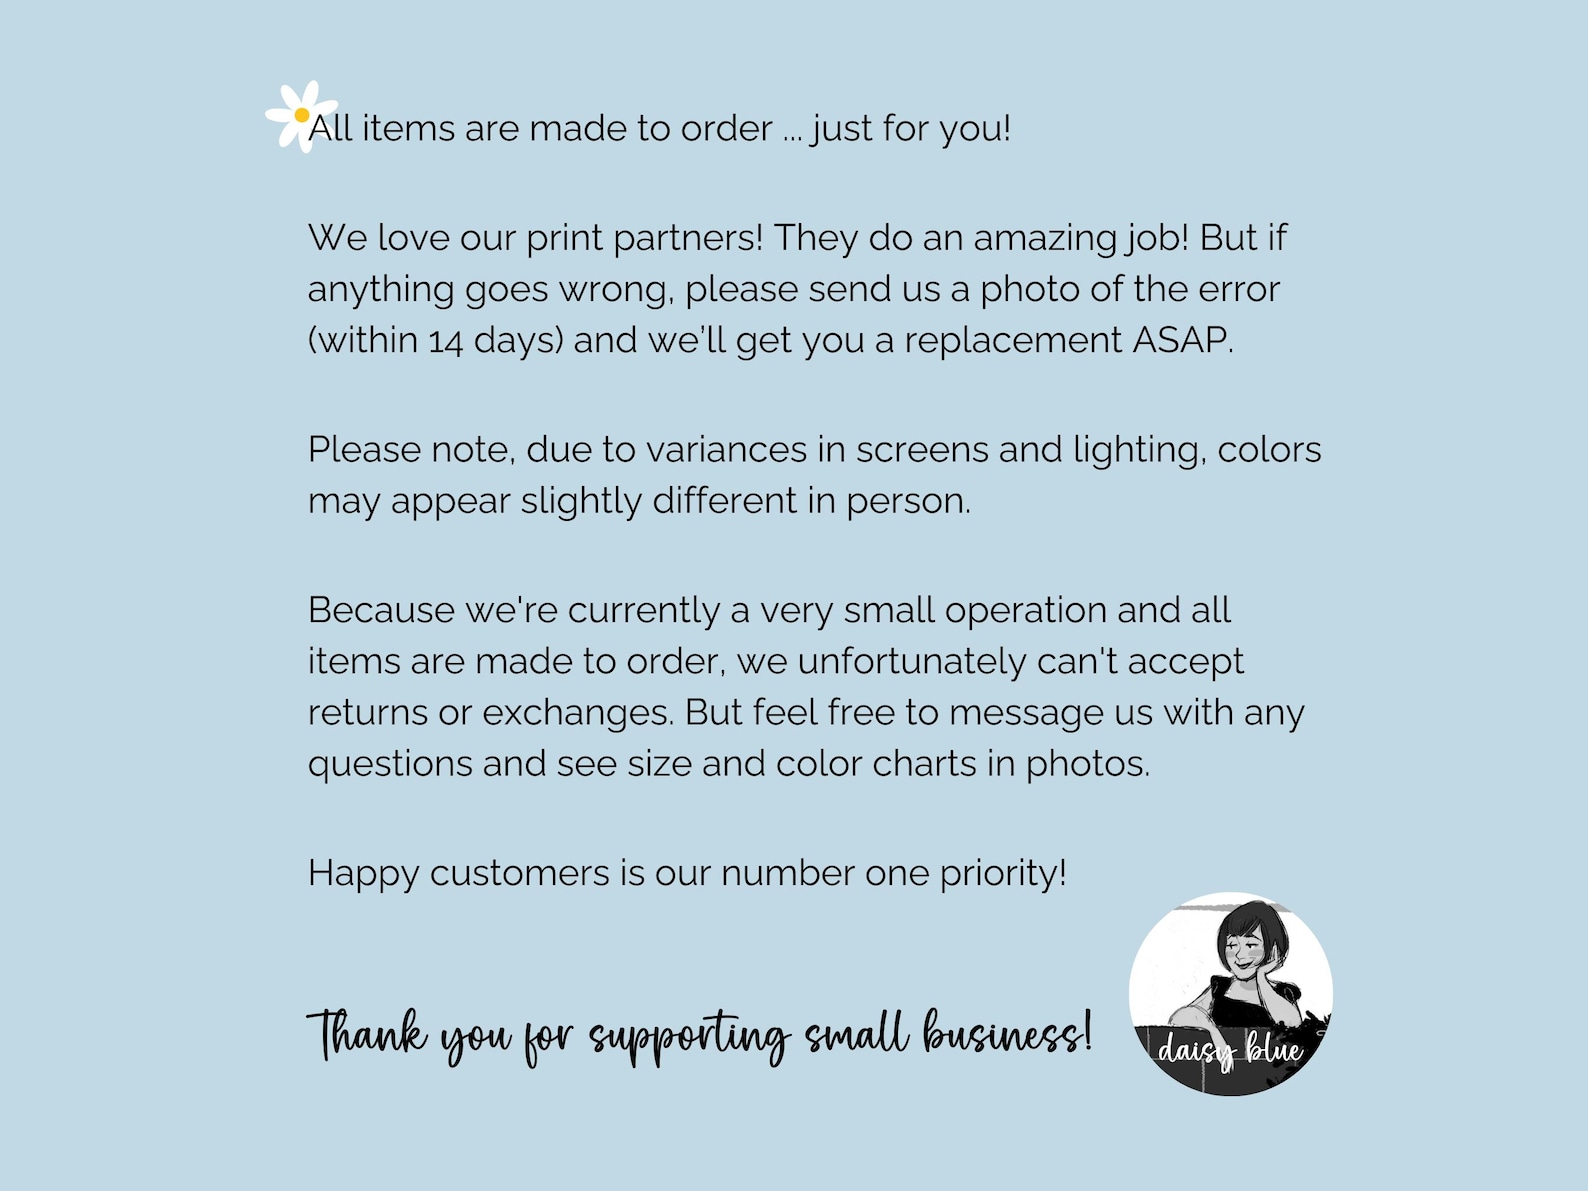 All items are made to order ... just for you!
We love our print partners! They do an amazing job! But if
anything goes wrong, please send us a photo of the error
(within 14 days) and we’ll get you a replacement ASAP.
Please note, due to variances in screens and lighting, colors
may appear slightly different in person.
Because we're currently a very small operation and all
items are made to order, we unfortunately can't accept
returns or exchanges. But feel free to message us with any
questions and see size and color charts in photos.
Happy customers is our number one priority!
Thank you for supporting small business!
daisy blue